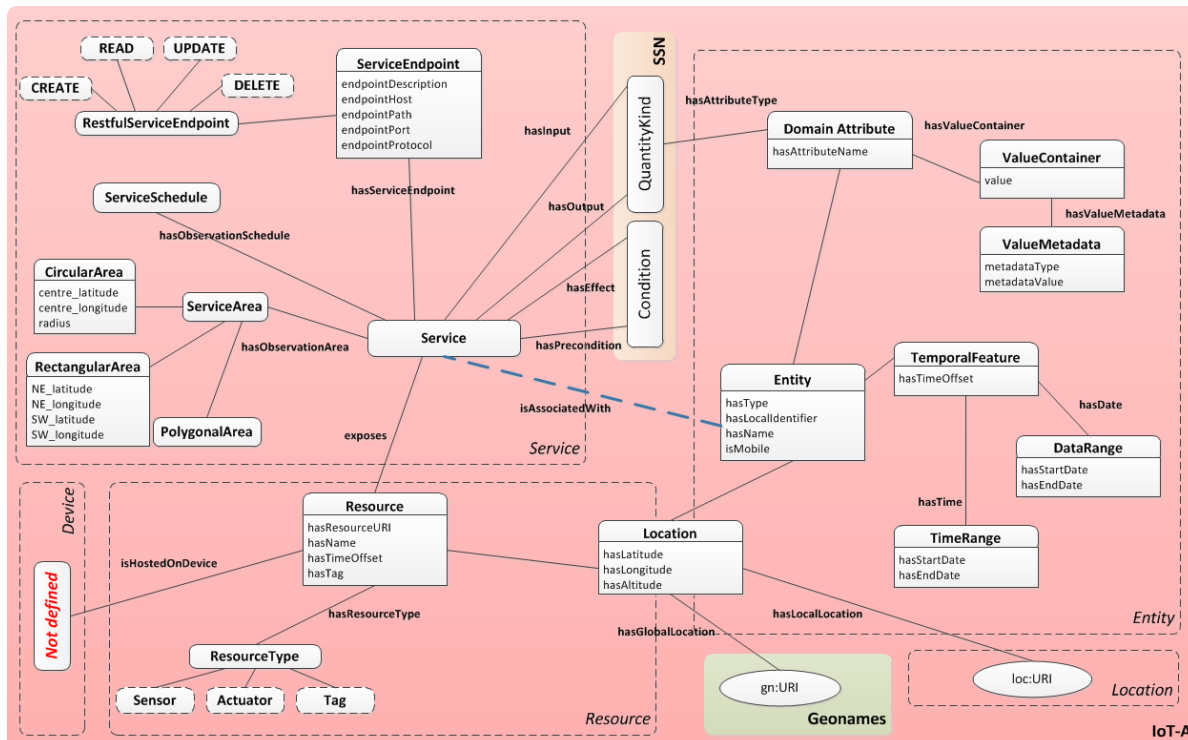 READ
UPDATE
CREATE
DELETE
RestfulServiceEndpoint
ServiceEndpoint
endpointDescription
endpointHost
endpointPath
endpointPort
endpointProtocol
hasServiceEndpoint
ServiceSchedule
hasObservationSchedule
CircularArea
centre_latitude
centre_longitude
radius
ServiceArea
hasObservationArea
RectangularArea
NE_latitude
NE_longitude
SW_latitude
SW_longitude
PolygonalArea
Service
exposes
Service
hasInput
hasOutput
hasEffect
hasPrecondition
isAssociatedWith
SSN
QuantityKind
Condition
hasAttributeType
Domain Attribute
hasAttributeName
hasValueContainer
ValueContainer
value
hasValueMetadata
ValueMetadata
metadataType
metadataValue
Entity
hasType
hasLocalIdentifier
hasName
isMobile
TemporalFeature
hasTimeOffset
hasDate
DataRange
hasStartDate
hasEndDate
hasTime
TimeRange
hasStartDate
hasEndDate
Entity
Device
Not defined
isHostedOnDevice
Resource
hasResourceURI
hasName
hasTimeOffset
hasTag
hasResourceType
ResourceType
Sensor
Actuator
Tag
Resource
Location
hasLatitude
hasLongitude
hasAltitude
hasGlobalLocation
hasLocalLocation
gn:URI
Geonames
loc:URI
Location
IoT-A